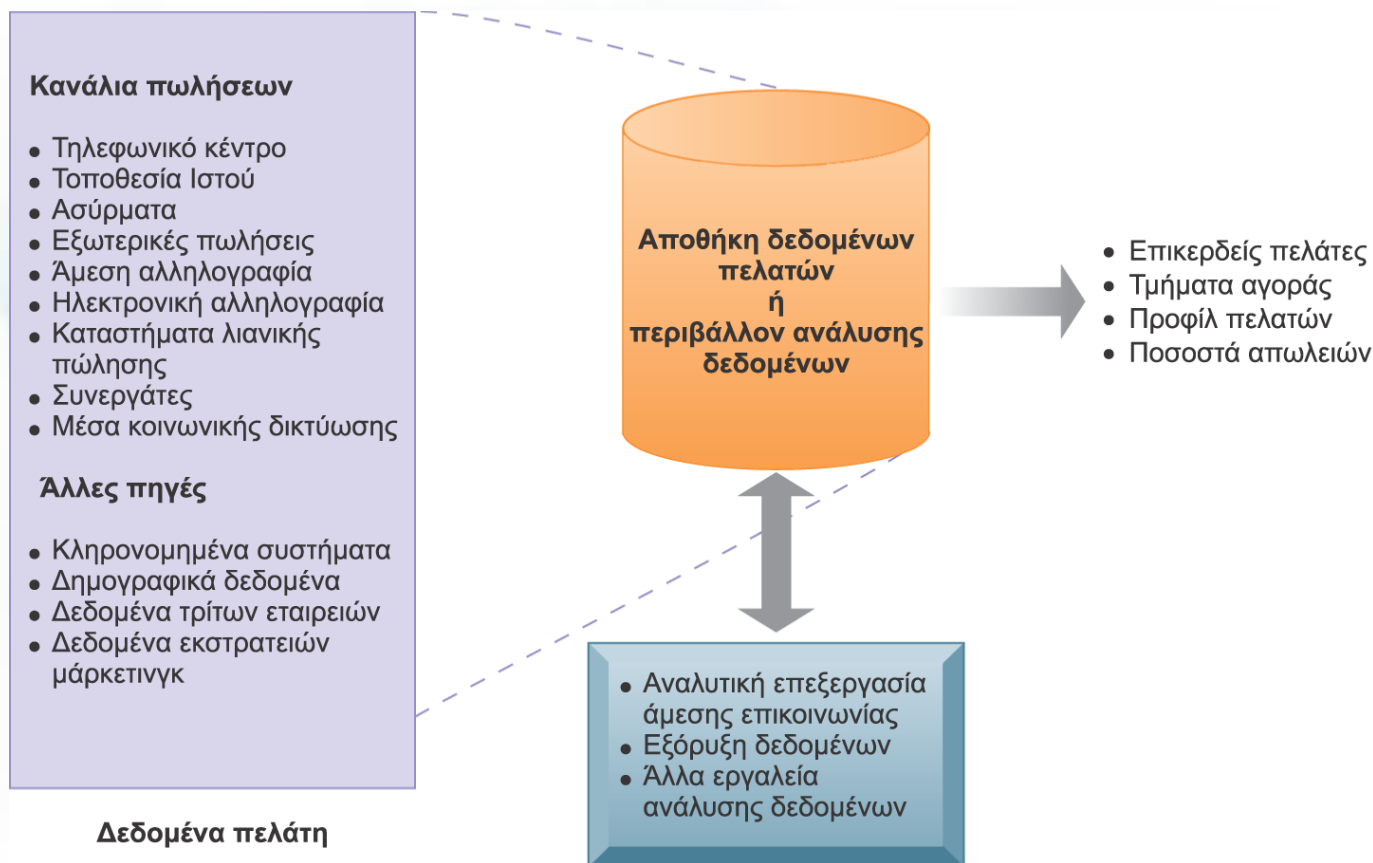 Κανάλια πωλήσεων
• Τηλεφωνικό κέντρο
• Τοποθεσία Ιστού
• Ασύρματα
• Εξωτερικές πωλήσεις
• Άμεση αλληλογραφία
• Ηλεκτρονική αλληλογραφία
• Καταστήματα λιανικής
πώλησης
• Συνεργάτες
• Μέσα κοινωνικής δικτύωσης
Άλλες πηγές
• Κληρονομημένα συστήματα
• Δημογραφικά δεδομένα
• Δεδομένα τρίτων εταιρειών
• Δεδομένα εκστρατειών
μάρκετινγκ
Δεδομένα πελάτη
Αποθήκη δεδομένων
πελατών
ή
περιβάλλον ανάλυσης
δεδομένων
• Αναλυτική επεξεργασία
άμεσης επικοινωνίας
• Εξόρυξη δεδομένων
• Άλλα εργαλεία
ανάλυσης δεδομένων
• Επικερδείς πελάτες
• Τμήματα αγοράς
• Προφίλ πελατών
• Ποσοστά απωλειών